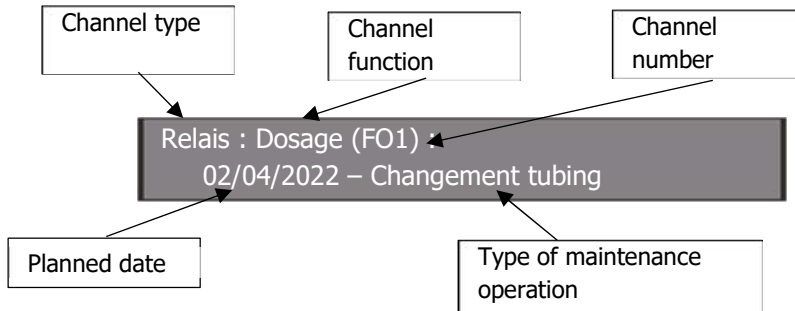 Channel type
Channel
function
Channel
number
Relais : Dosage (FO1) :
02/04/2022 – Changement tubing
Planned date
Type of maintenance
operation